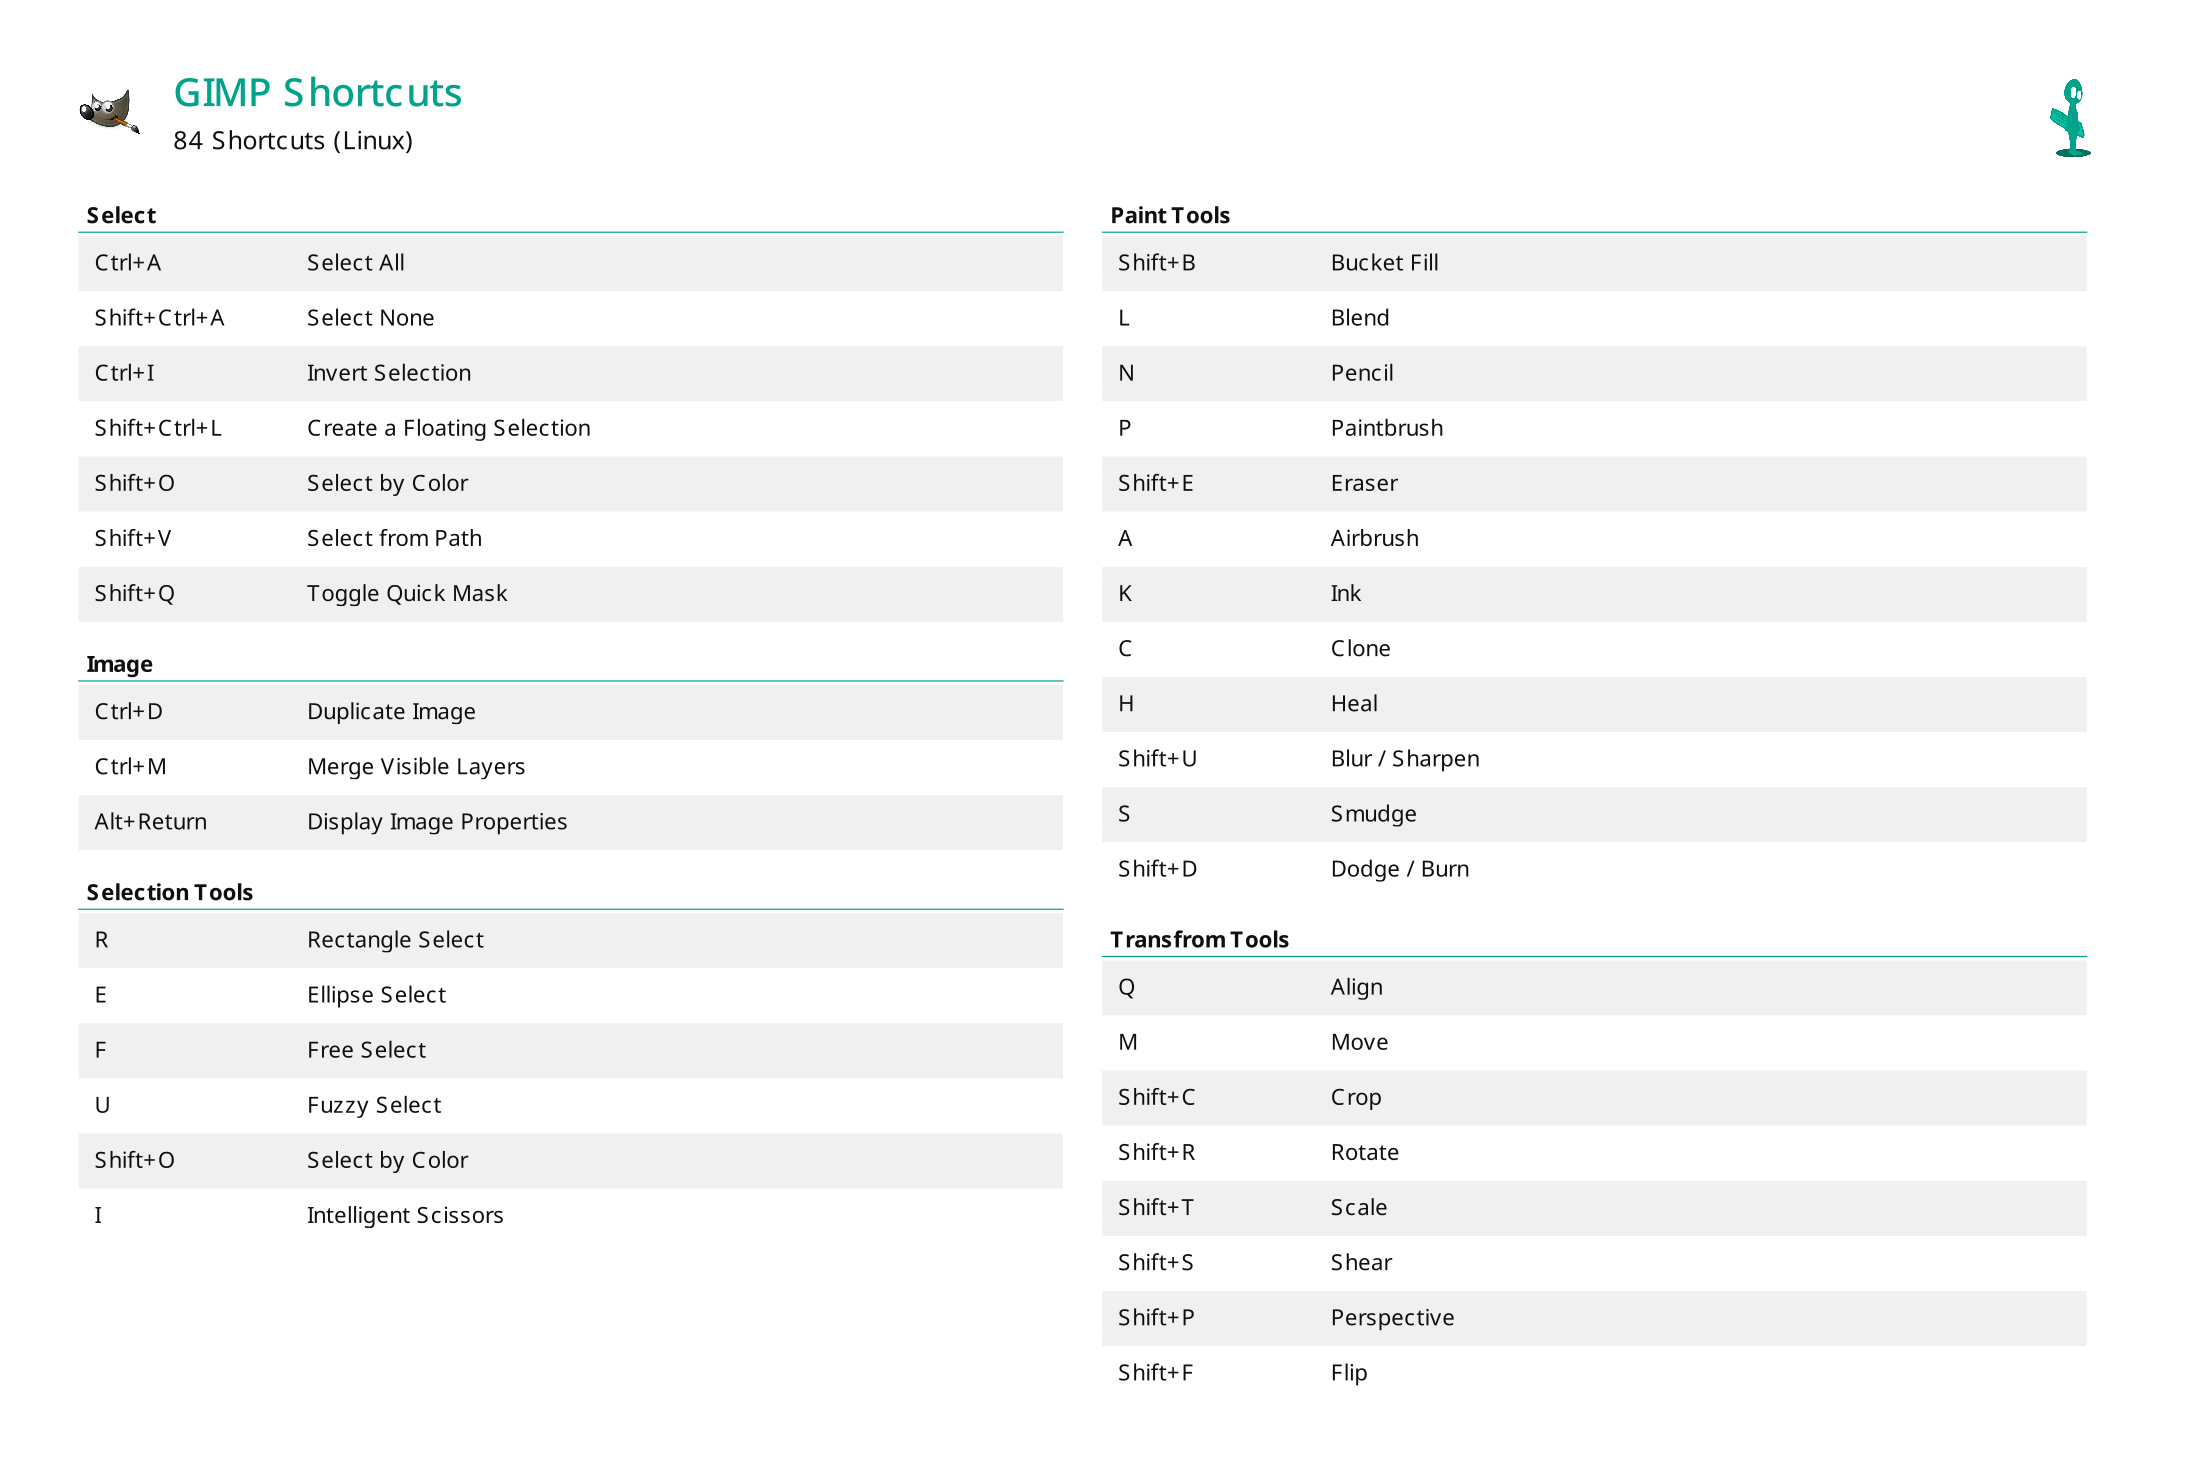 GIMP Shortcuts
84 Shortcuts (Linux)
Select
Ctrl+A Select All
Shift+Ctrl+A Select None
Ctrl+I Invert Selection
Shift+Ctrl+L Create a Floating Selection
Shift+O Select by Color
Shift+V Select from Path
Shift+Q Toggle Quick Mask
Image
Ctrl+D Duplicate Image
Ctrl+M Merge Visible Layers
Alt+Return Display Image Properties
Selection Tools
R Rectangle Select
E Ellipse Select
F Free Select
U Fuzzy Select
Shift+O Select by Color
I Intelligent Scissors
Paint Tools
Shift+B Bucket Fill
L Blend
N Pencil
P Paintbrush
Shift+E Eraser
A Airbrush
K Ink
C Clone
H Heal
Shift+U Blur / Sharpen
S Smudge
Shift+D Dodge / Burn
Transfrom Tools
Q Align
M Move
Shift+C Crop
Shift+R Rotate
Shift+T Scale
Shift+S Shear
Shift+P Perspective
Shift+F Flip